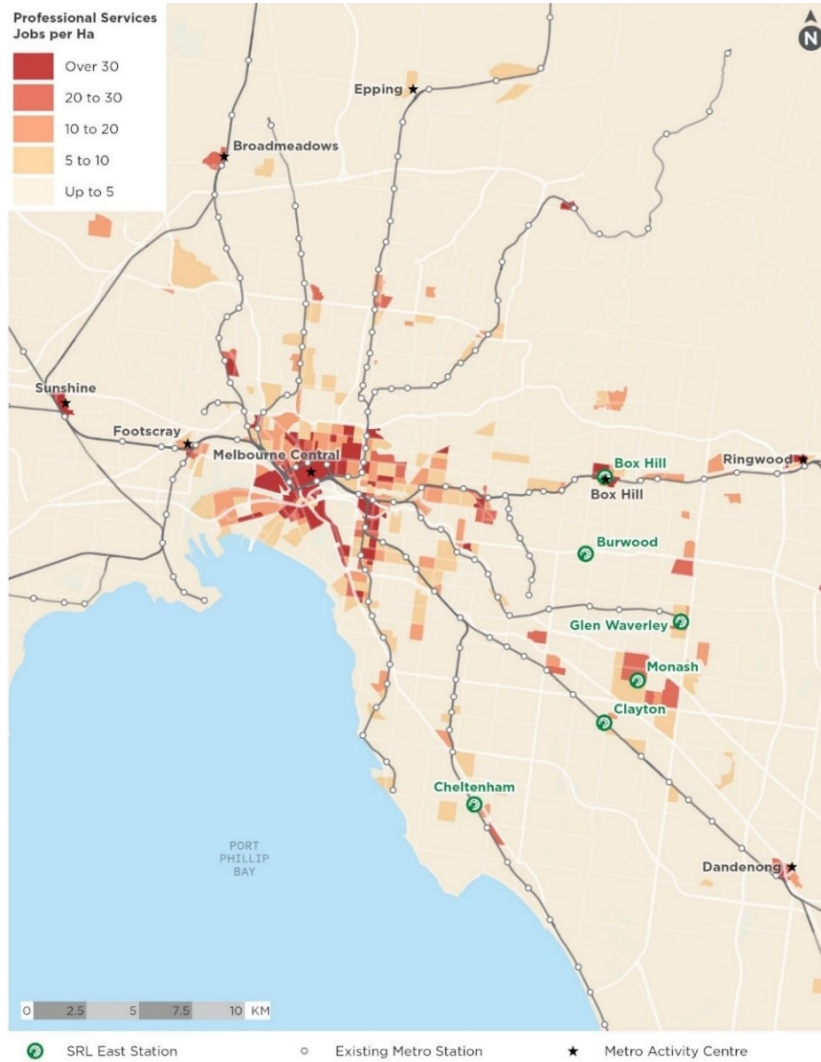 Professional Services
Jobs per Ha
Over 30
20 to 30
10 to 20
5 to 10
Up to 5
N
Epping
Broadmeadows
Sunshine
Footscray
Melbourne Central
Box Hill
Box Hill
Ringwood
Burwood
Glen Waverley
Monash
Clayton
Cheltenham
Dandenong
PORT
PHILLIP
BAY
0 2.5 5 7.5 10 KM
SRL East Station Existing Metro Station Metro Activity Centre